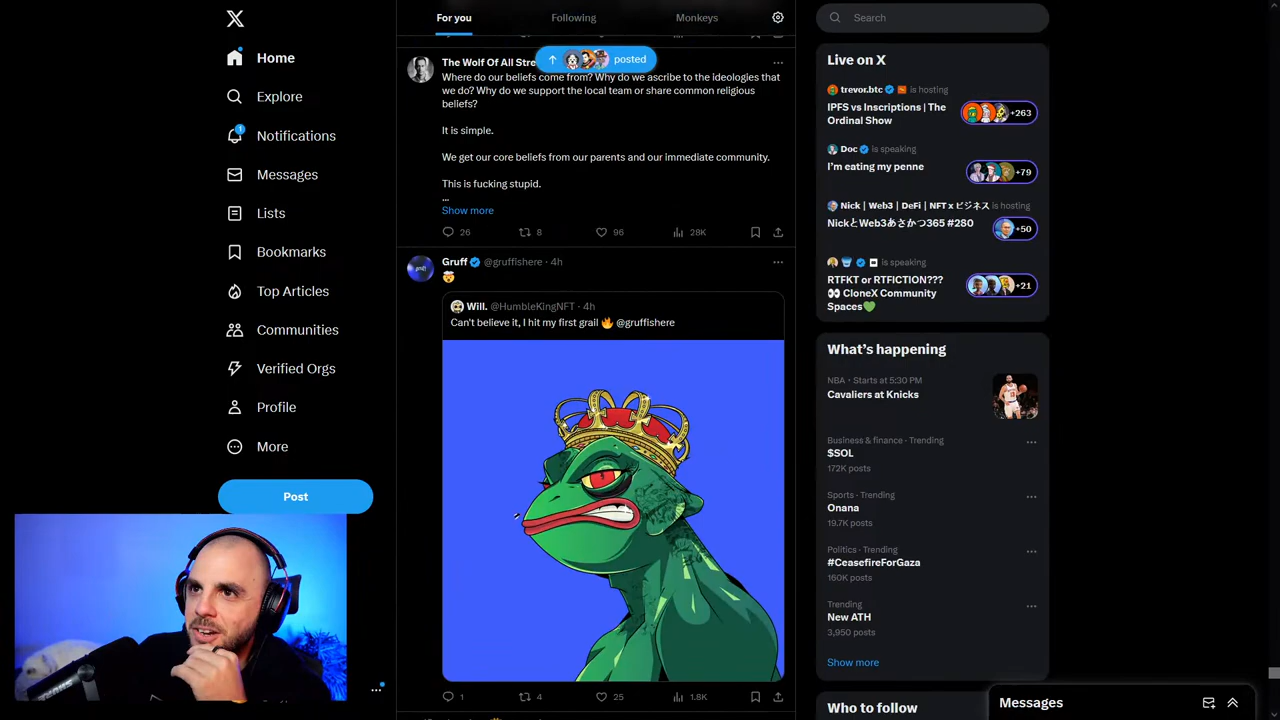 Home
Explore
1
Notifications
Messages
Lists
Bookmarks
Top Articles
Communities
Verified Orgs
Profile
More
Post
For you
Following
Monkeys
posted
The Wolf Of All Stre
Where do our beliefs come from? Why do we ascribe to the ideologies that
we do? Why do we support the local team or share common religious
beliefs?
It is simple.
We get our core beliefs from our parents and our immediate community.
This is fucking stupid.
...
Show more
26
8
96
28K
Gruff @gruffishere · 4h
🤯
Will. @HumbleKingNFT · 4h
Can't believe it, I hit my first grail 🔥 @gruffishere
1
4
25
1.8K
Search
Live on X
trevor.btc is hosting
IPFS vs Inscriptions | The
Ordinal Show
+263
Doc is speaking
I'm eating my penne
+79
Nick | Web3 | DeFi | NFT x ビジネス is hosting
NickとWeb3あさかつ365 #280
+50
is speaking
RTFKT or RTFICTION???
👀 CloneX Community
Spaces💚
+21
What's happening
NBA · Starts at 5:30 PM
Cavaliers at Knicks
Business & finance · Trending
$SOL
172K posts
Sports · Trending
Onana
19.7K posts
Politics · Trending
#CeasefireForGaza
160K posts
Trending
New ATH
3,950 posts
Show more
Who to follow
Messages